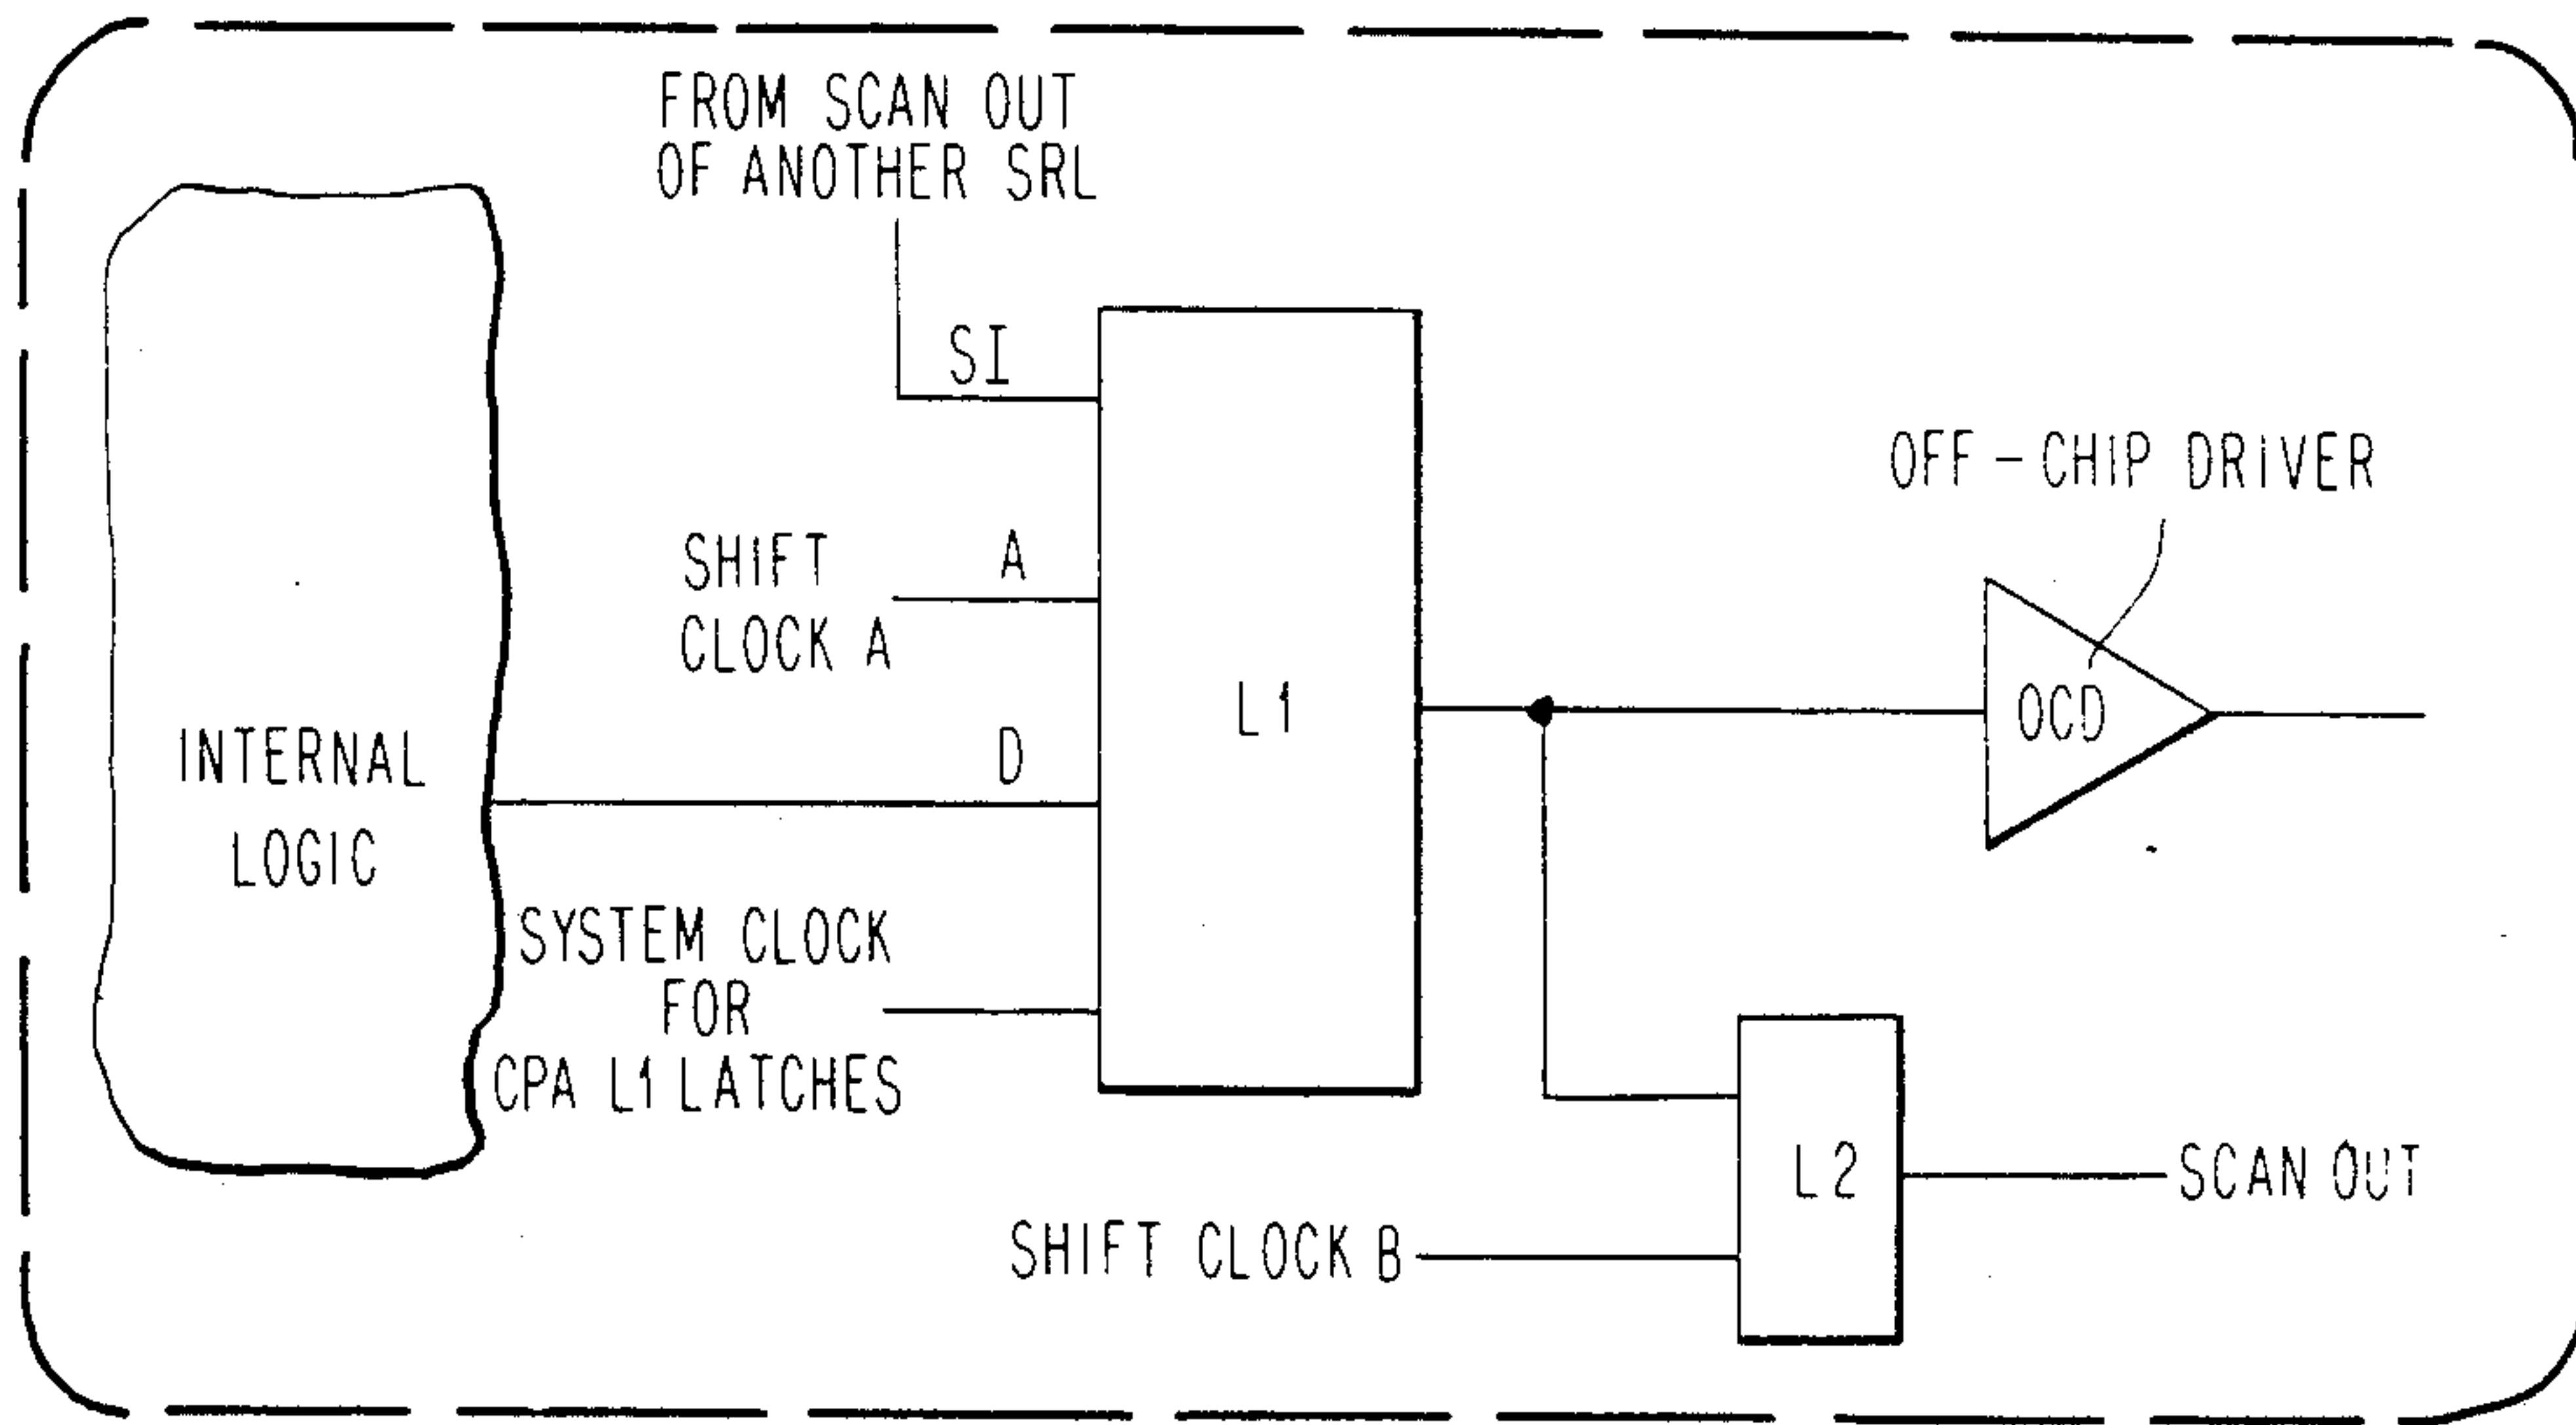 FROM SCAN OUT
OF ANOTHER SRL
SI
OFF-CHIP DRIVER
SHIFT
CLOCK A
A
L1
OCD
D
INTERNAL
LOGIC
SYSTEM CLOCK
FOR
CPA L1 LATCHES
L2
SCAN OUT
SHIFT CLOCK B